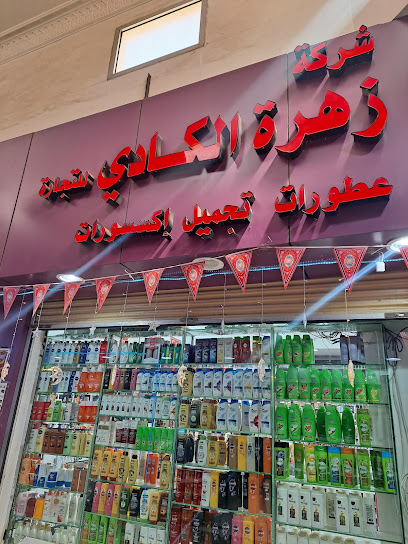 شركة
زهرة الكادي للتجارة
عطورات تجميل إكسسورات